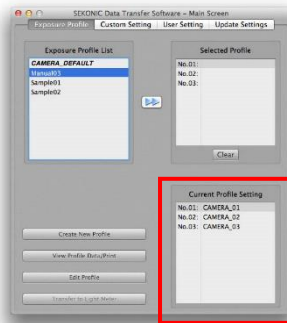 SEKONIC Data Transfer Software – Main Screen
Exposure Profile Custom Setting User Setting Update Settings
Exposure Profile List
CAMERA_DEFAULT
Manual03
Sample01
Sample02
Selected Profile
No.01:
No.02:
No.03:
Clear
Current Profile Setting
No.01: CAMERA_01
No.02: CAMERA_02
No.03: CAMERA_03
Create New Profile
View Profile Data/Print
Edit Profile
Transfer to Light Meter